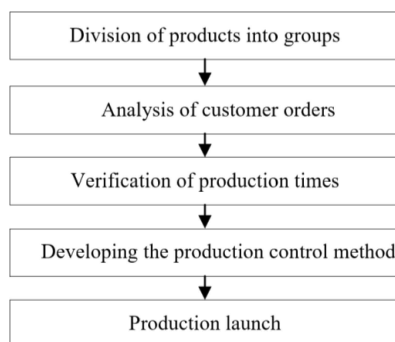 Division of products into groups
Analysis of customer orders
Verification of production times
Developing the production control method
Production launch